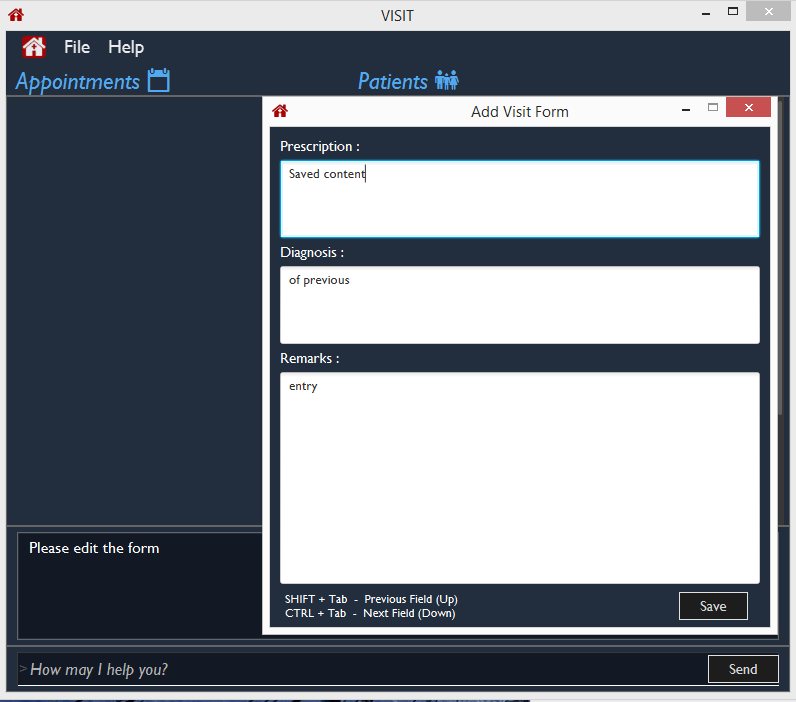 VISIT
File Help
Appointments Patients
Add Visit Form
Prescription :
Saved content
Diagnosis :
of previous
Remarks :
entry
Please edit the form
SHIFT + Tab - Previous Field (Up)
CTRL + Tab - Next Field (Down)
Save
> How may I help you?
Send